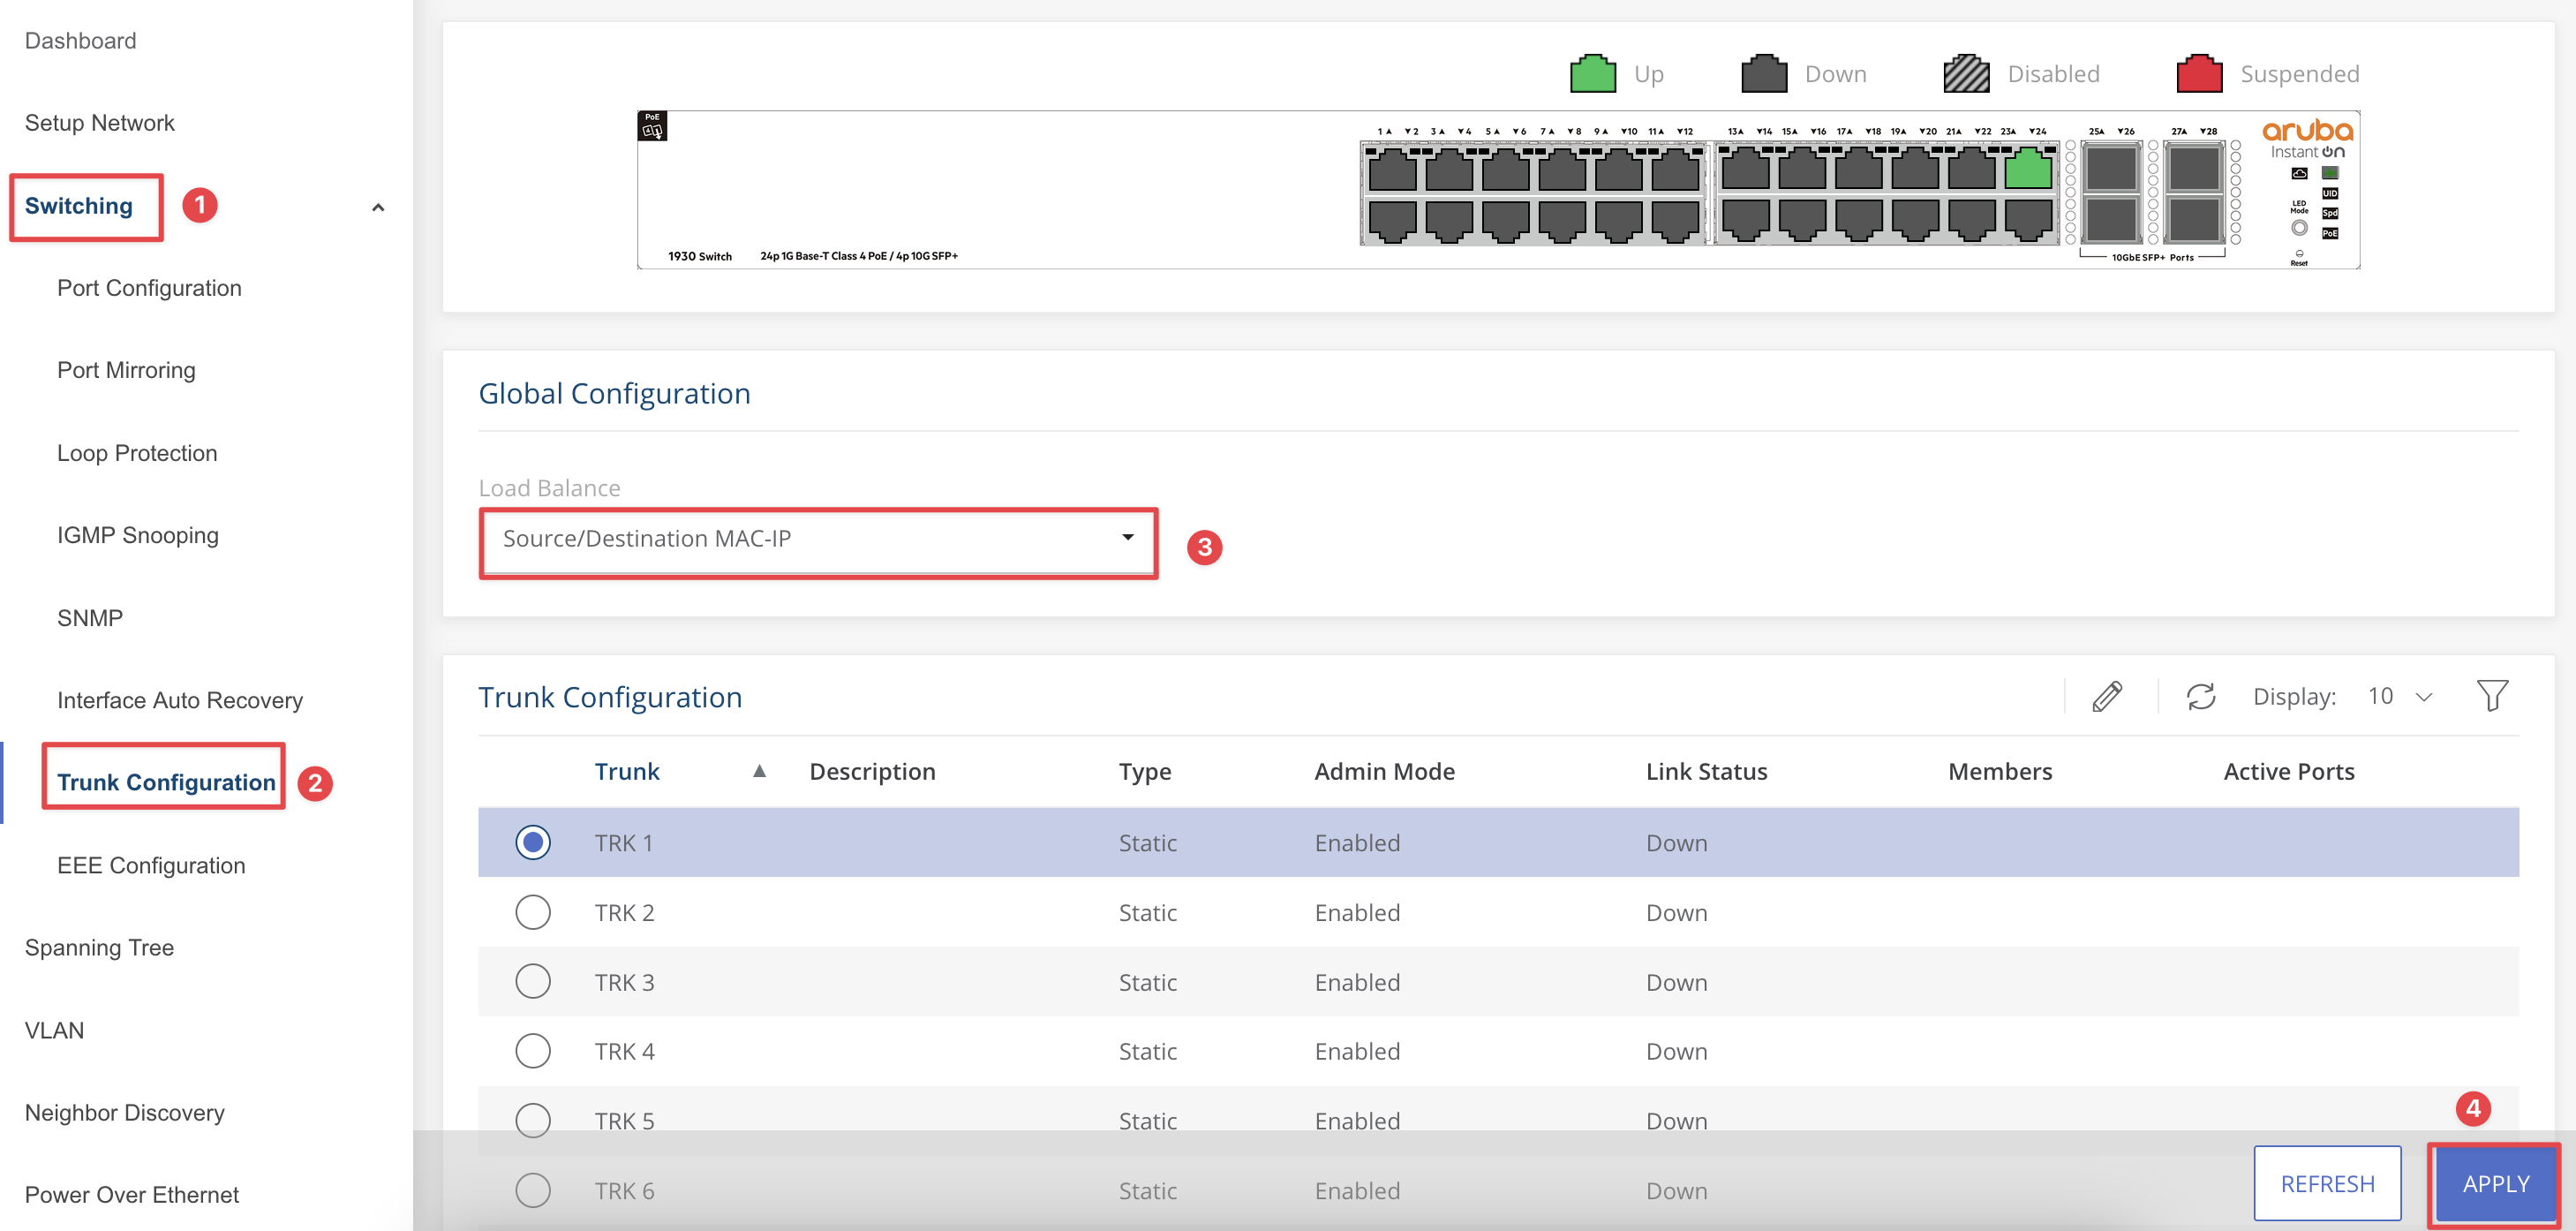 Dashboard
Setup Network
Switching
1
Port Configuration
Port Mirroring
Loop Protection
IGMP Snooping
SNMP
Interface Auto Recovery
Trunk Configuration
2
EEE Configuration
Spanning Tree
VLAN
Neighbor Discovery
Power Over Ethernet
Up Down Disabled Suspended
PoE
1▲ ▼2 3▲ ▼4 5▲ ▼6 7▲ ▼8 9▲ ▼10 11▲ ▼12 13▲ ▼14 15▲ ▼16 17▲ ▼18 19▲ ▼20 21▲ ▼22 23▲ ▼24 25▲ ▼26 27▲ ▼28
aruba
Instant On
UID
LED
Mode
Spd
PoE
Reset
1930 Switch 24p 1G Base-T Class 4 PoE / 4p 10G SFP+
10GbE SFP+ Ports
Global Configuration
Load Balance
Source/Destination MAC-IP
3
Trunk Configuration
Display: 10
Trunk ▲ Description Type Admin Mode Link Status Members Active Ports
TRK 1 Static Enabled Down
TRK 2 Static Enabled Down
TRK 3 Static Enabled Down
TRK 4 Static Enabled Down
TRK 5 Static Enabled Down
TRK 6 Static Enabled Down
4
REFRESH
APPLY